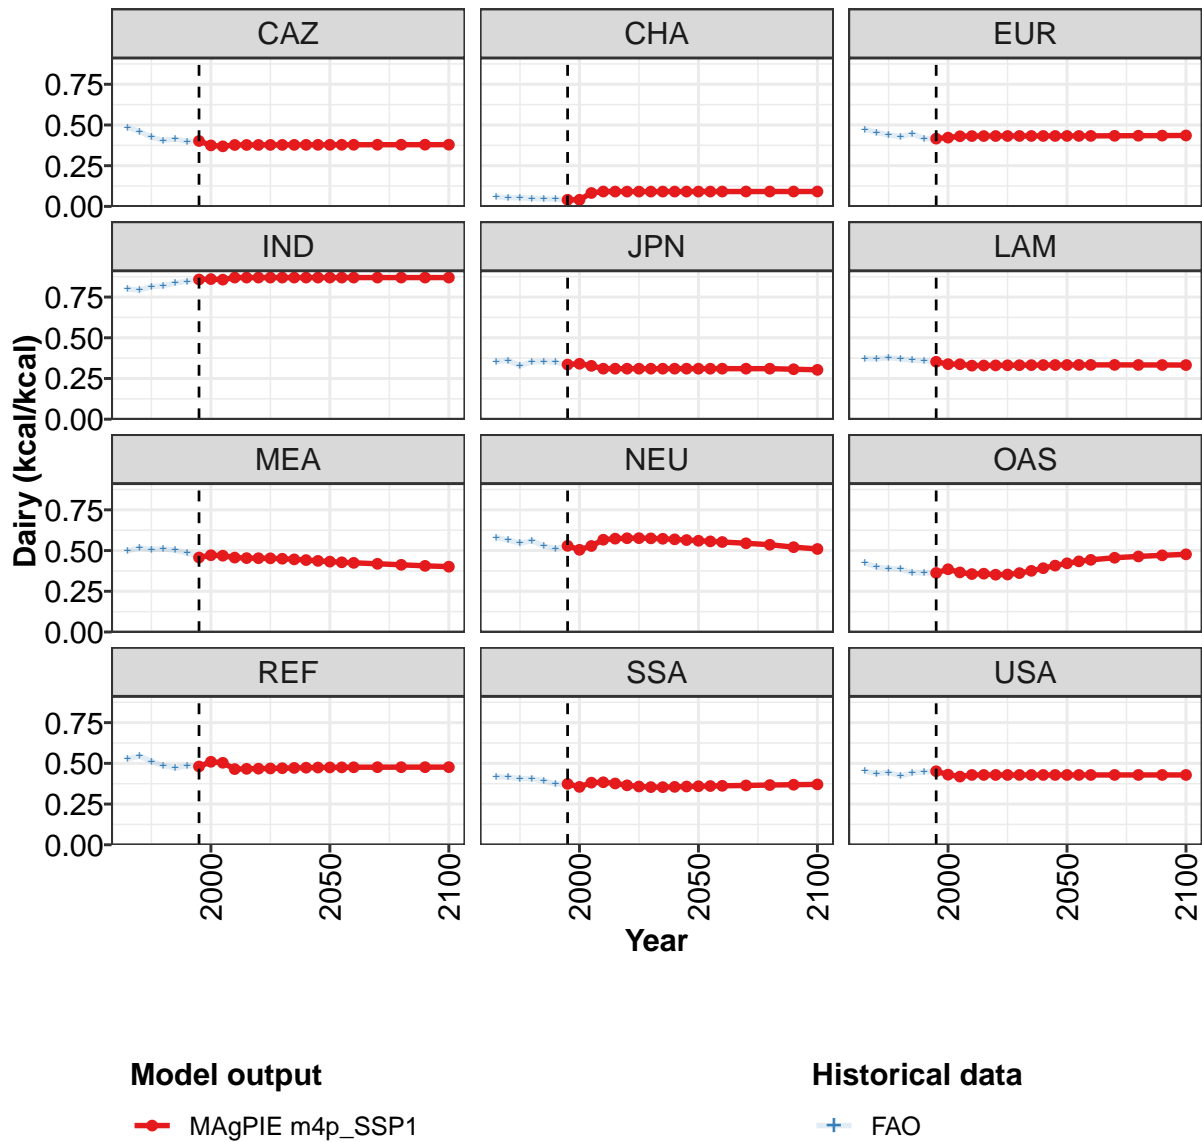 CAZ CHA EUR
0.75
0.50
0.25
0.00
IND JPN LAM
0.75
0.50
0.25
0.00
MEA NEU OAS
0.75
0.50
0.25
0.00
REF SSA USA
0.75
0.50
0.25
0.00
Dairy (kcal/kcal)
2000 2050 2100 2000 2050 2100 2000 2050 2100
Year
Model output Historical data
MAgPIE m4p_SSP1 FAO